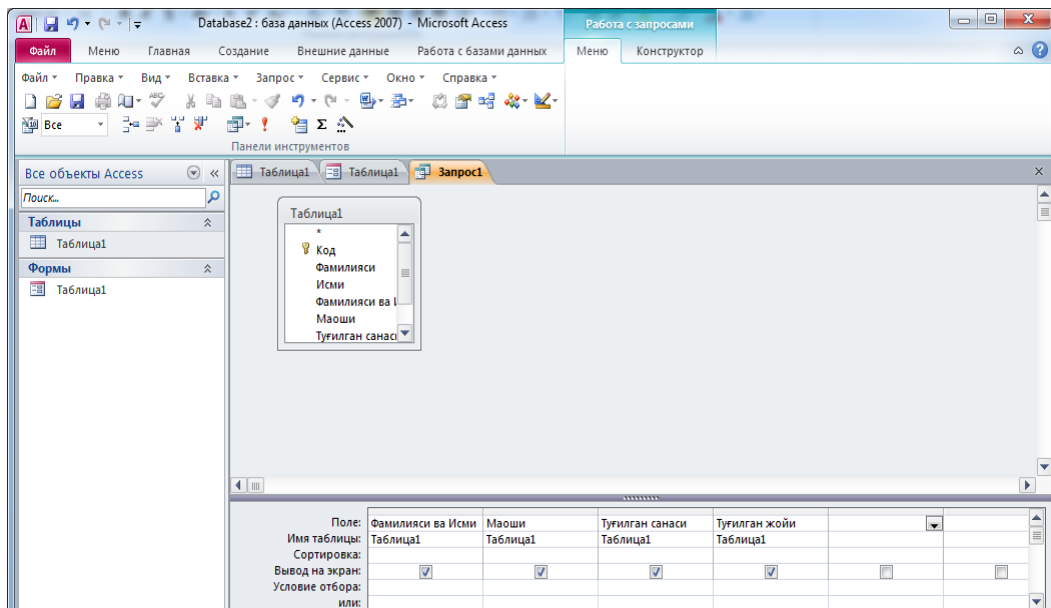 Database2 : база данных (Access 2007) - Microsoft Access
Работа с запросами
Файл Меню Главная Создание Внешние данные Работа с базами данных Меню Конструктор
Файл Правка Вид Вставка Запрос Сервис Окно Справка
Все
Панели инструментов
Все объекты Access
Таблица1 Таблица1 Запрос1
Поиск...
Таблицы
Таблица1
Формы
Таблица1
Таблица1
*
Код
Фамилияси
Исми
Фамилияси ва
Маоши
Туғилган санаси
Поле: Фамилияси ва Исми Маоши Туғилган санаси Туғилган жойи
Имя таблицы: Таблица1 Таблица1 Таблица1 Таблица1
Сортировка:
Вывод на экран:
Условие отбора:
или: